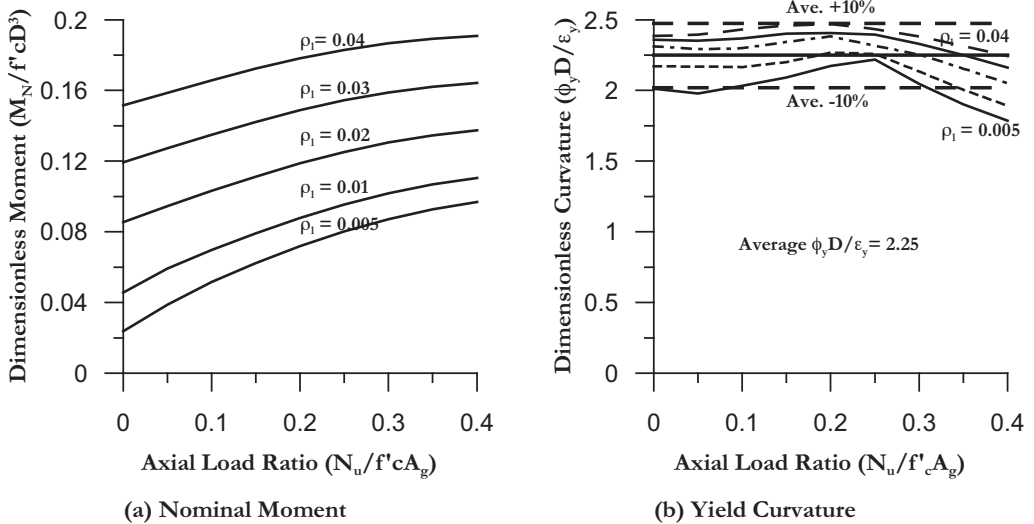 0.2
0.16
0.12
0.08
0.04
0
Dimensionless Moment (M_N/f'cD³)
ρ_l = 0.04
ρ_l = 0.03
ρ_l = 0.02
ρ_l = 0.01
ρ_l = 0.005
0 0.1 0.2 0.3 0.4
Axial Load Ratio (N_u/f'cA_g)
(a) Nominal Moment
2.5
2
1.5
1
0.5
0
Dimensionless Curvature (ϕ_yD/ε_y)
Ave. +10%
ρ_l = 0.04
Ave. -10%
ρ_l = 0.005
Average ϕ_yD/ε_y= 2.25
0 0.1 0.2 0.3 0.4
Axial Load Ratio (N_u/f'_cA_g)
(b) Yield Curvature